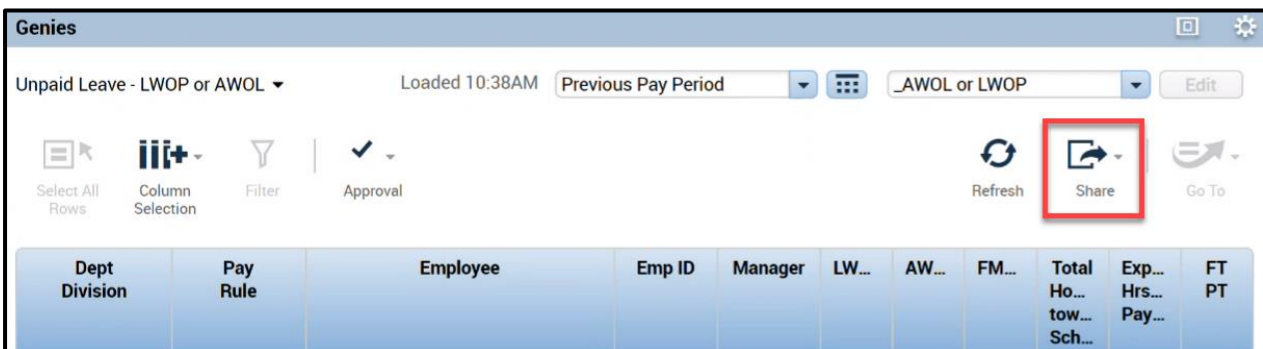 Genies
Unpaid Leave - LWOP or AWOL Loaded 10:38AM Previous Pay Period _AWOL or LWOP Edit
Select All Rows
Column Selection
Filter
Approval
Refresh
Share
Go To
Dept Division
Pay Rule
Employee
Emp ID
Manager
LW...
AW...
FM...
Total Ho... tow... Sch...
Exp... Hrs... Pay...
FT PT